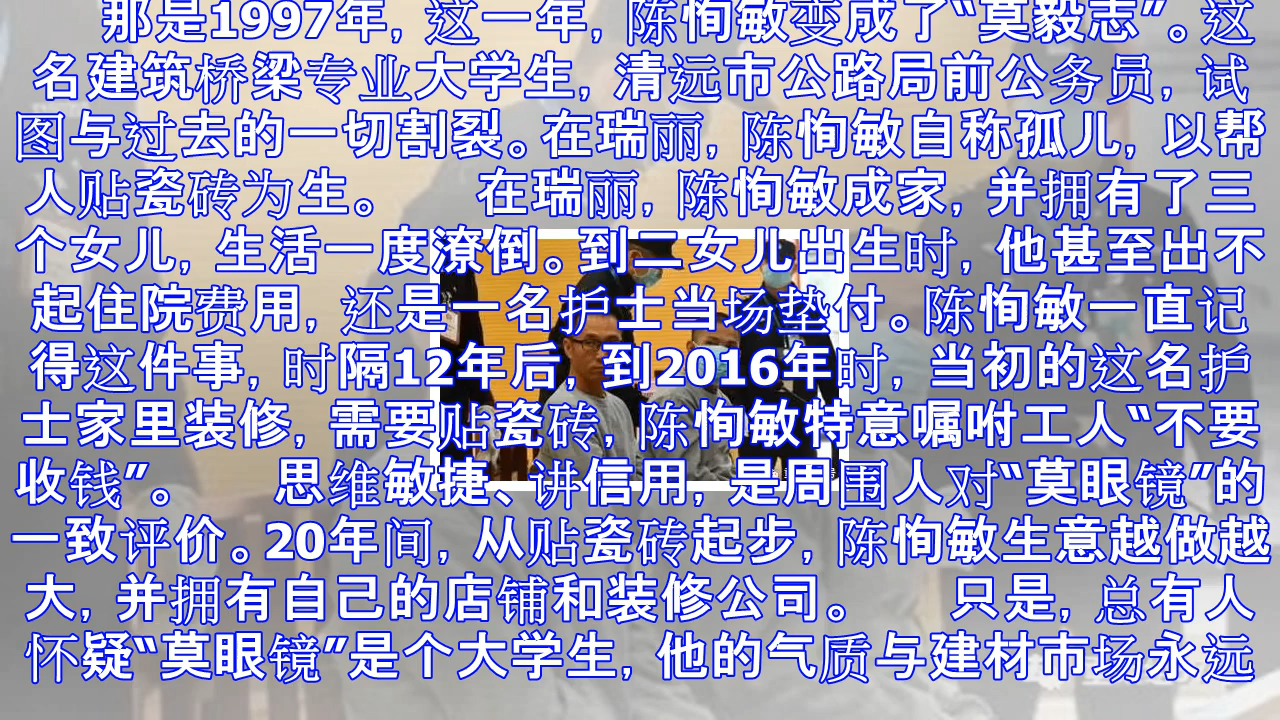 那是1997年，这一年，陈恂敏变成了“莫毅志”。这
名建筑桥梁专业大学生，清远市公路局前公务员，试
图与过去的一切割裂。在瑞丽，陈恂敏自称孤儿，以帮
人贴瓷砖为生。　　在瑞丽，陈恂敏成家，并拥有了三
个女儿，生活一度潦倒。到二女儿出生时，他甚至出不
起住院费用，还是一名护士当场垫付。陈恂敏一直记
得这件事，时隔12年后，到2016年时，当初的这名护
士家里装修，需要贴瓷砖，陈恂敏特意嘱咐工人“不要
收钱”。　　思维敏捷、讲信用，是周围人对“莫眼镜”的
一致评价。20年间，从贴瓷砖起步，陈恂敏生意越做越
大，并拥有自己的店铺和装修公司。　　只是，总有人
怀疑“莫眼镜”是个大学生，他的气质与建材市场永远